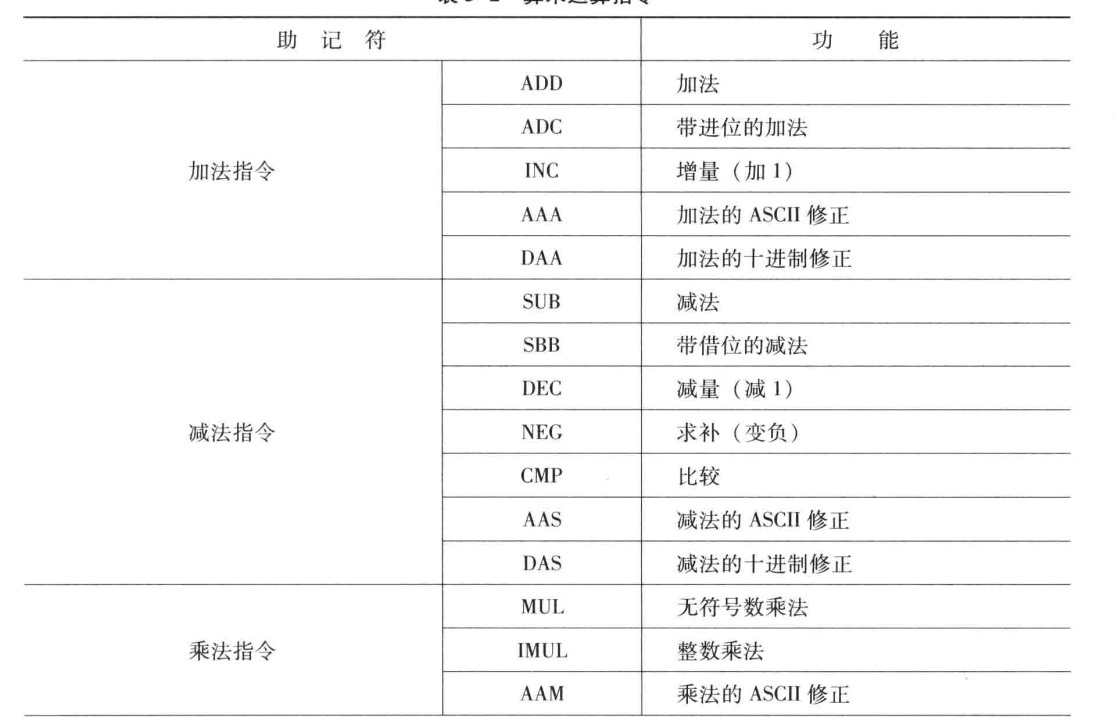 助 记 符 功 能
ADD 加法
ADC 带进位的加法
加法指令 INC 增量（加 1）
AAA 加法的 ASCII 修正
DAA 加法的十进制修正
SUB 减法
SBB 带借位的减法
DEC 减量（减 1）
减法指令 NEG 求补（变负）
CMP 比较
AAS 减法的 ASCII 修正
DAS 减法的十进制修正
MUL 无符号数乘法
乘法指令 IMUL 整数乘法
AAM 乘法的 ASCII 修正